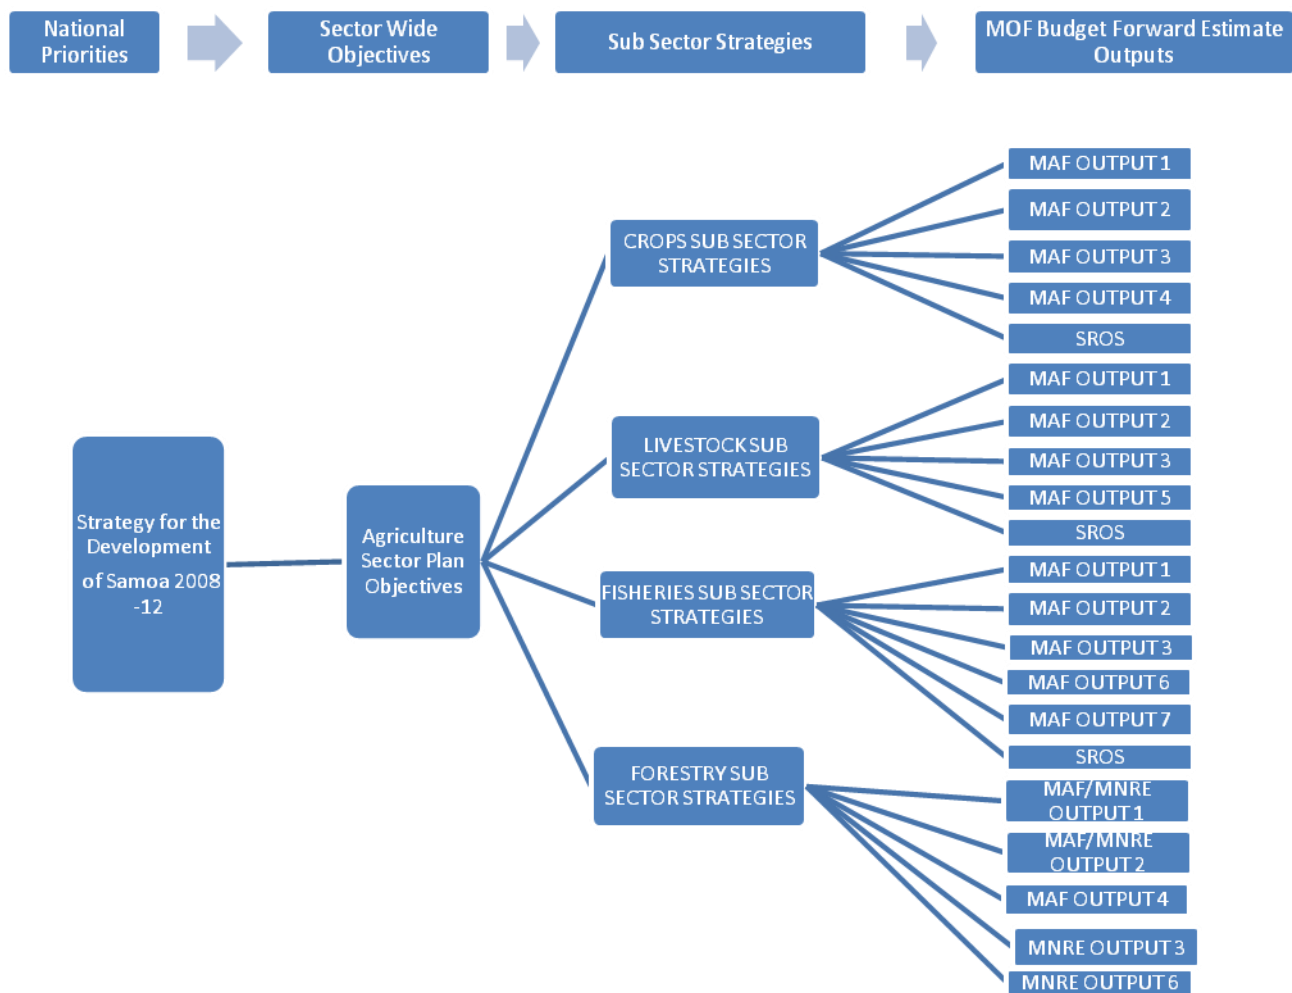 National
Priorities
Sector Wide
Objectives
Sub Sector Strategies
MOF Budget Forward Estimate
Outputs
Strategy for the
Development
of Samoa 2008
-12
Agriculture
Sector Plan
Objectives
CROPS SUB SECTOR
STRATEGIES
MAF OUTPUT 1
MAF OUTPUT 2
MAF OUTPUT 3
MAF OUTPUT 4
SROS
LIVESTOCK SUB
SECTOR STRATEGIES
MAF OUTPUT 1
MAF OUTPUT 2
MAF OUTPUT 3
MAF OUTPUT 5
SROS
FISHERIES SUB SECTOR
STRATEGIES
MAF OUTPUT 1
MAF OUTPUT 2
MAF OUTPUT 3
MAF OUTPUT 6
MAF OUTPUT 7
SROS
FORESTRY SUB
SECTOR STRATEGIES
MAF/MNRE
OUTPUT 1
MAF/MNRE
OUTPUT 2
MAF OUTPUT 4
MNRE OUTPUT 3
MNRE OUTPUT 6